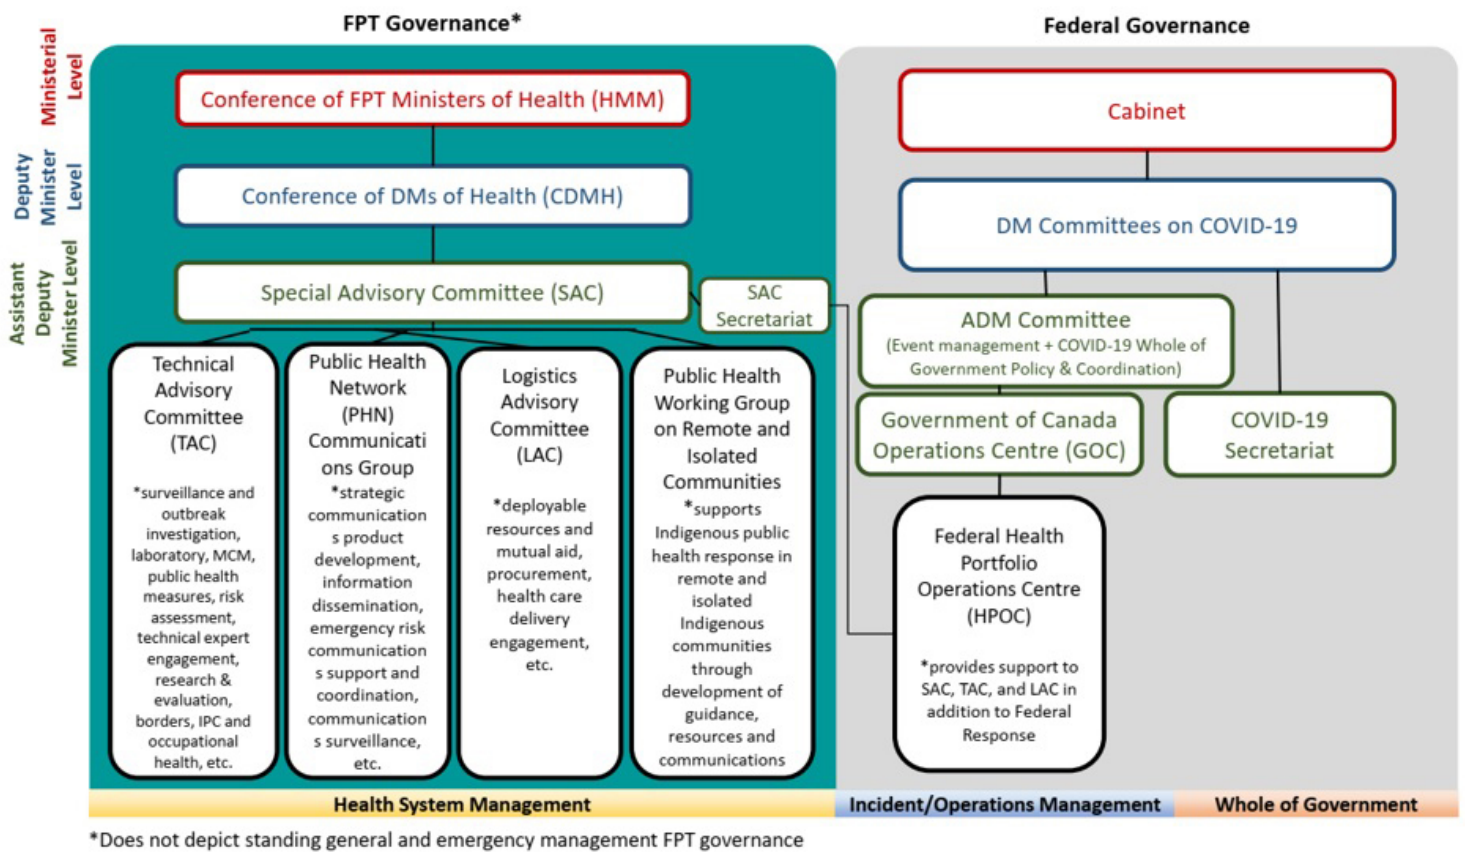 FPT Governance*
Federal Governance
Ministerial
Level
Deputy
Minister
Level
Assistant
Deputy
Minister Level
Conference of FPT Ministers of Health (HMM)
Conference of DMs of Health (CDMH)
Special Advisory Committee (SAC)
SAC
Secretariat
Technical
Advisory
Committee
(TAC)
*surveillance and
outbreak
investigation,
laboratory, MCM,
public health
measures, risk
assessment,
technical expert
engagement,
research &
evaluation,
borders, IPC and
occupational
health, etc.
Public Health
Network
(PHN)
Communicati
ons Group
*strategic
communication
s product
development,
information
dissemination,
emergency risk
communication
s support and
coordination,
communication
s surveillance,
etc.
Logistics
Advisory
Committee
(LAC)
*deployable
resources and
mutual aid,
procurement,
health care
delivery
engagement,
etc.
Public Health
Working Group
on Remote and
Isolated
Communities
*supports
Indigenous public
health response in
remote and
isolated
Indigenous
communities
through
development of
guidance,
resources and
communications
Cabinet
DM Committees on COVID-19
ADM Committee
(Event management + COVID-19 Whole of
Government Policy & Coordination)
Government of Canada
Operations Centre (GOC)
COVID-19
Secretariat
Federal Health
Portfolio
Operations Centre
(HPOC)
*provides support to
SAC, TAC, and LAC in
addition to Federal
Response
Health System Management
Incident/Operations Management
Whole of Government
*Does not depict standing general and emergency management FPT governance